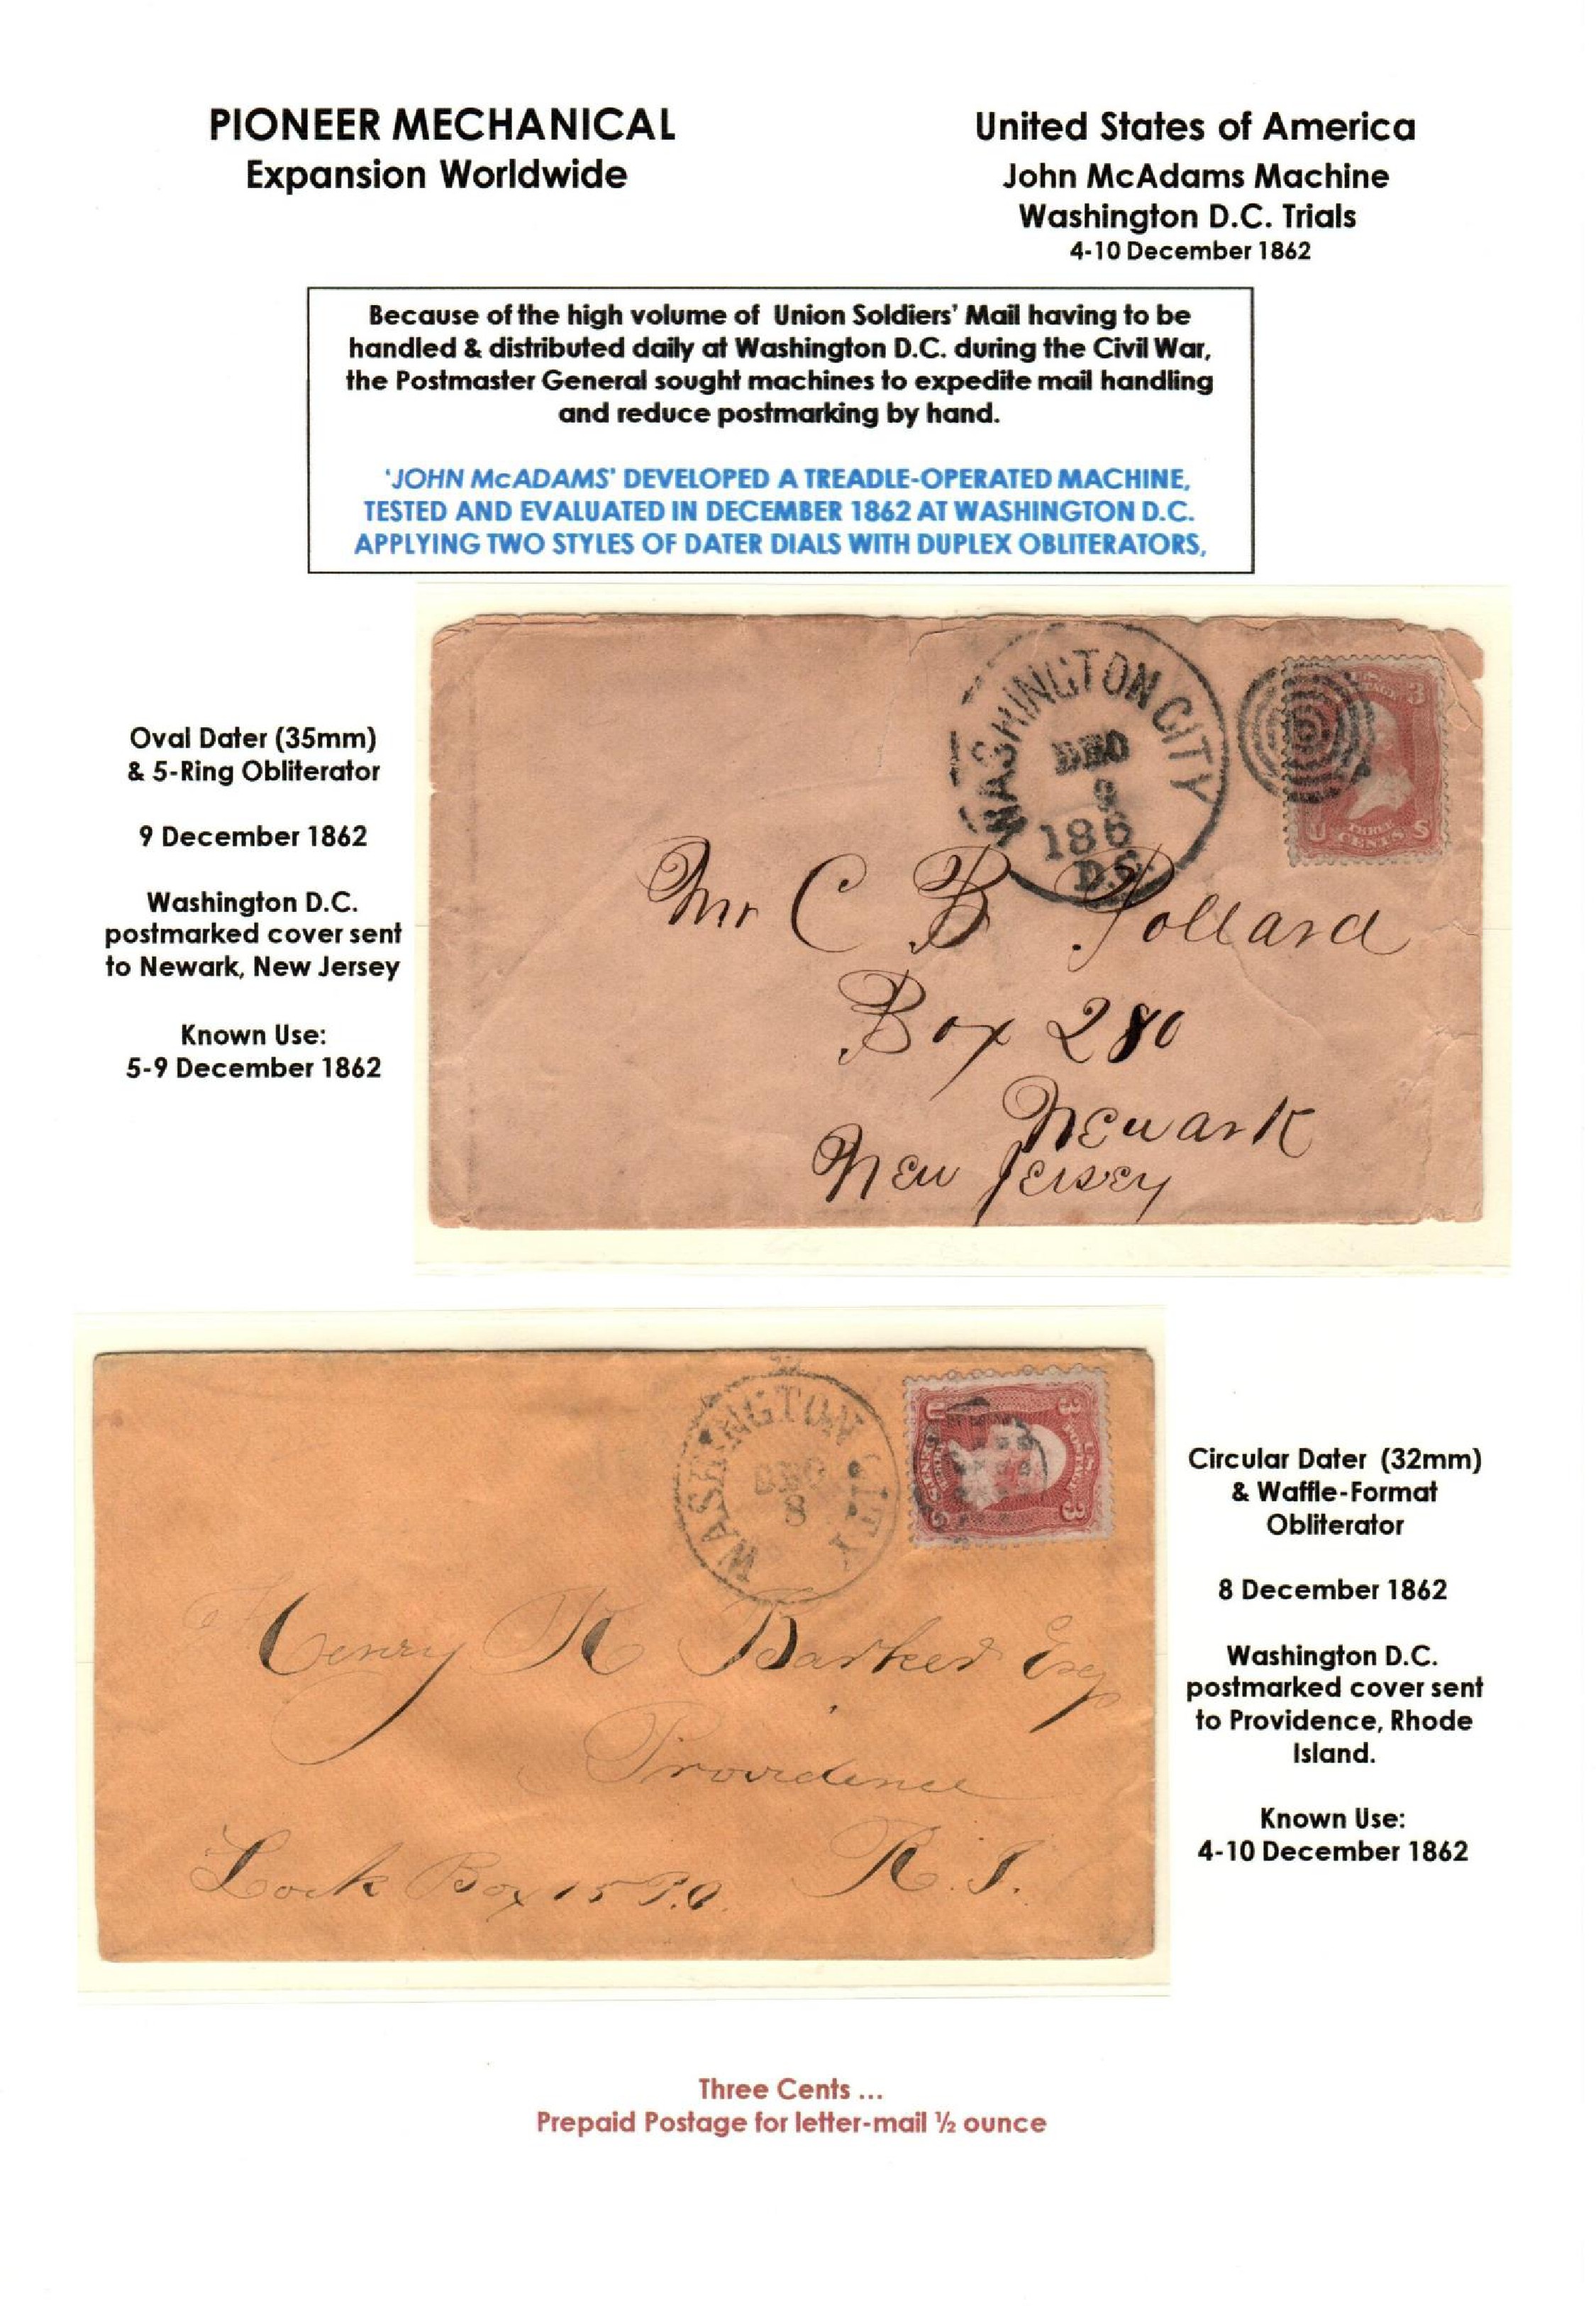 PIONEER MECHANICAL
Expansion Worldwide
United States of America
John McAdams Machine
Washington D.C. Trials
4-10 December 1862
Because of the high volume of Union Soldiers' Mail having to be
handled & distributed daily at Washington D.C. during the Civil War,
the Postmaster General sought machines to expedite mail handling
and reduce postmarking by hand.
'JOHN McADAMS' DEVELOPED A TREADLE-OPERATED MACHINE,
TESTED AND EVALUATED IN DECEMBER 1862 AT WASHINGTON D.C.
APPLYING TWO STYLES OF DATER DIALS WITH DUPLEX OBLITERATORS,
Oval Dater (35mm)
& 5-Ring Obliterator
9 December 1862
Washington D.C.
postmarked cover sent
to Newark, New Jersey
Known Use:
5-9 December 1862
WASHINGTON CITY
DEC
9
186
D.C.
3
U THREE S
CENTS
Mr C B Pollard
Box 280
Newark
New Jersey
WASHINGTON CITY
DEC
8
U 3
S 3
Henry K Barker Esq
Providence
R.I.
Lock Box 15 P.O.
Circular Dater (32mm)
& Waffle-Format
Obliterator
8 December 1862
Washington D.C.
postmarked cover sent
to Providence, Rhode
Island.
Known Use:
4-10 December 1862
Three Cents ...
Prepaid Postage for letter-mail ½ ounce